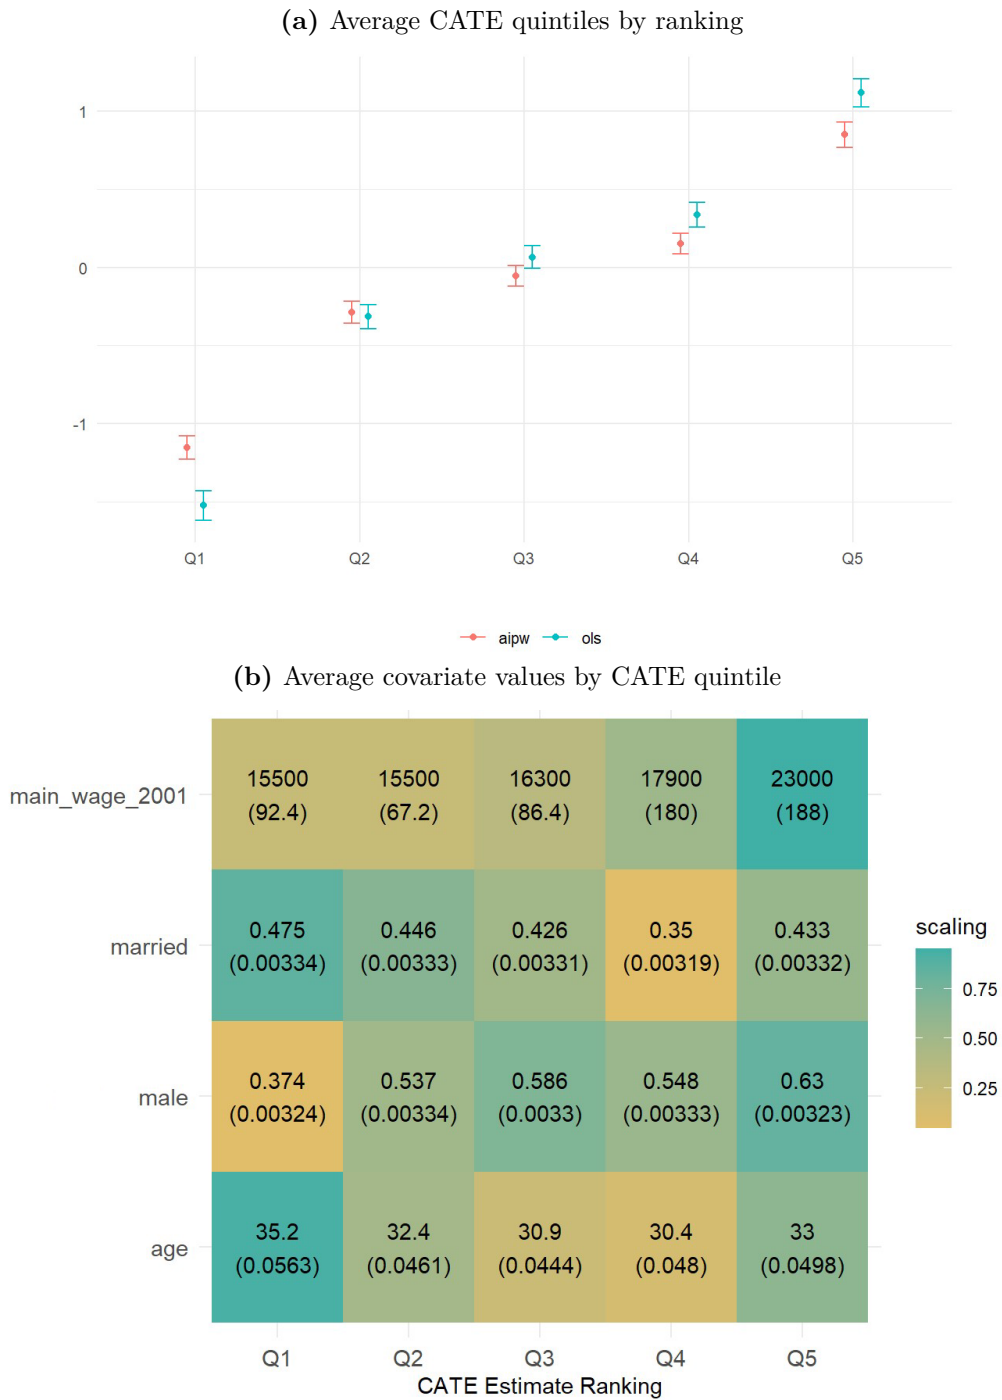 (a) Average CATE quintiles by ranking
1
0
-1
Q1 Q2 Q3 Q4 Q5
aipw ols
(b) Average covariate values by CATE quintile
main_wage_2001 15500 15500 16300 17900 23000
(92.4) (67.2) (86.4) (180) (188)
married 0.475 0.446 0.426 0.35 0.433
(0.00334) (0.00333) (0.00331) (0.00319) (0.00332)
male 0.374 0.537 0.586 0.548 0.63
(0.00324) (0.00334) (0.0033) (0.00333) (0.00323)
age 35.2 32.4 30.9 30.4 33
(0.0563) (0.0461) (0.0444) (0.048) (0.0498)
scaling
0.75
0.50
0.25
Q1 Q2 Q3 Q4 Q5
CATE Estimate Ranking